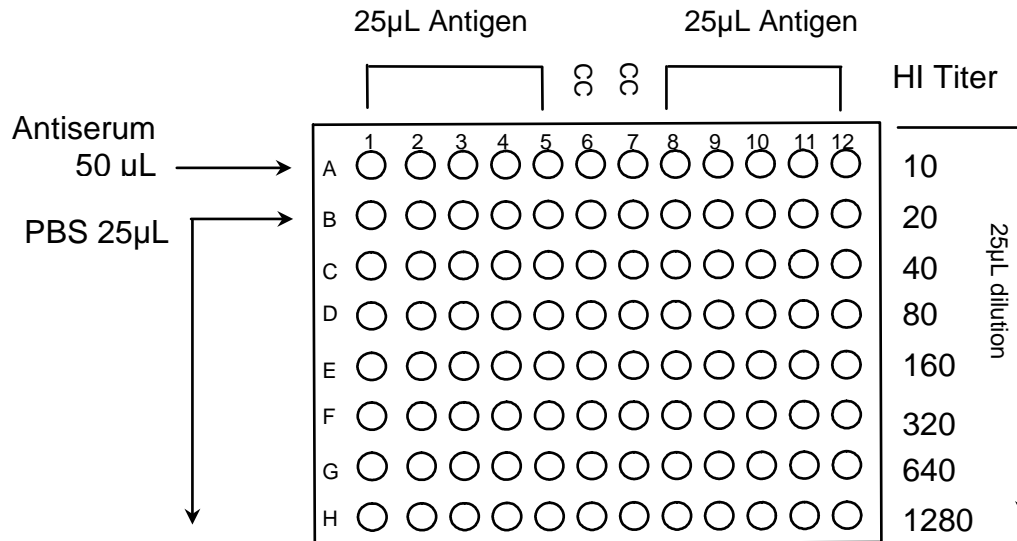 25µL Antigen 25µL Antigen
CC CC HI Titer
Antiserum
50 µL
PBS 25µL
1 2 3 4 5 6 7 8 9 10 11 12
A 10
B 20
C 40
D 80
E 160
F 320
G 640
H 1280
25µL dilution